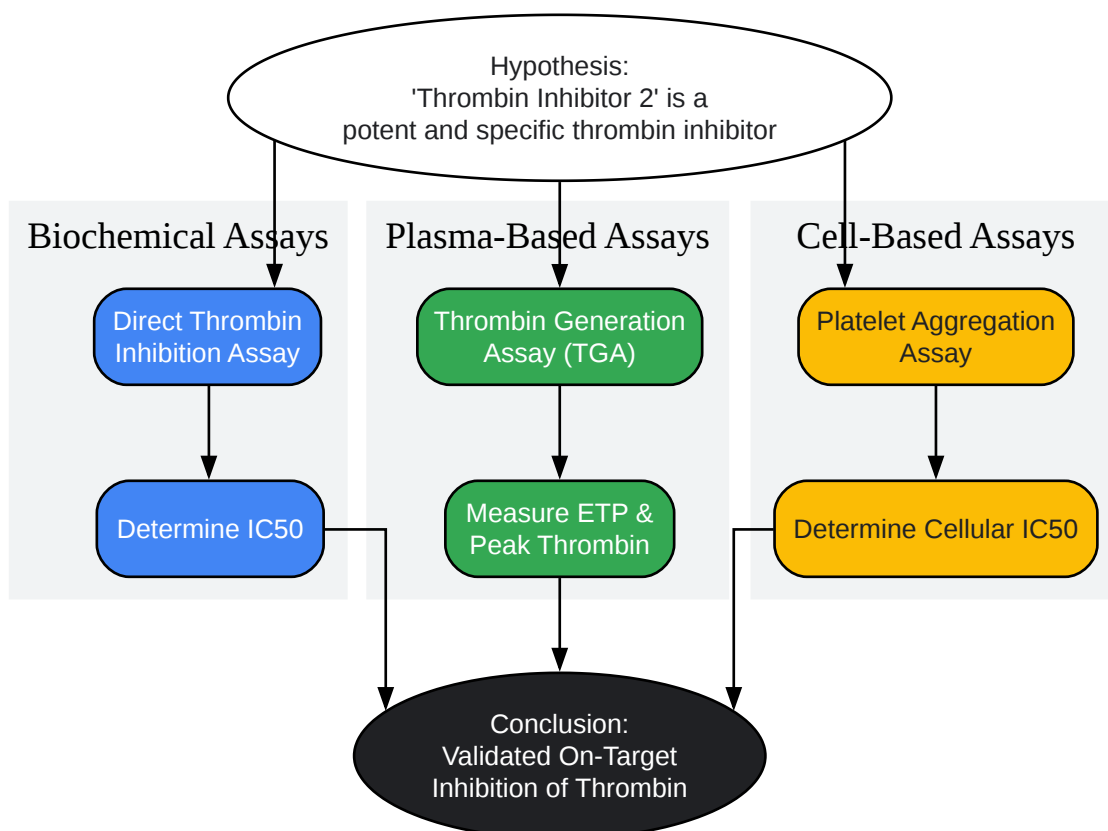 Hypothesis:
'Thrombin Inhibitor 2' is a
potent and specific thrombin inhibitor
Biochemical Assays
Plasma-Based Assays
Cell-Based Assays
Direct Thrombin
Inhibition Assay
Thrombin Generation
Assay (TGA)
Platelet Aggregation
Assay
Determine IC50
Measure ETP &
Peak Thrombin
Determine Cellular IC50
Conclusion:
Validated On-Target
Inhibition of Thrombin